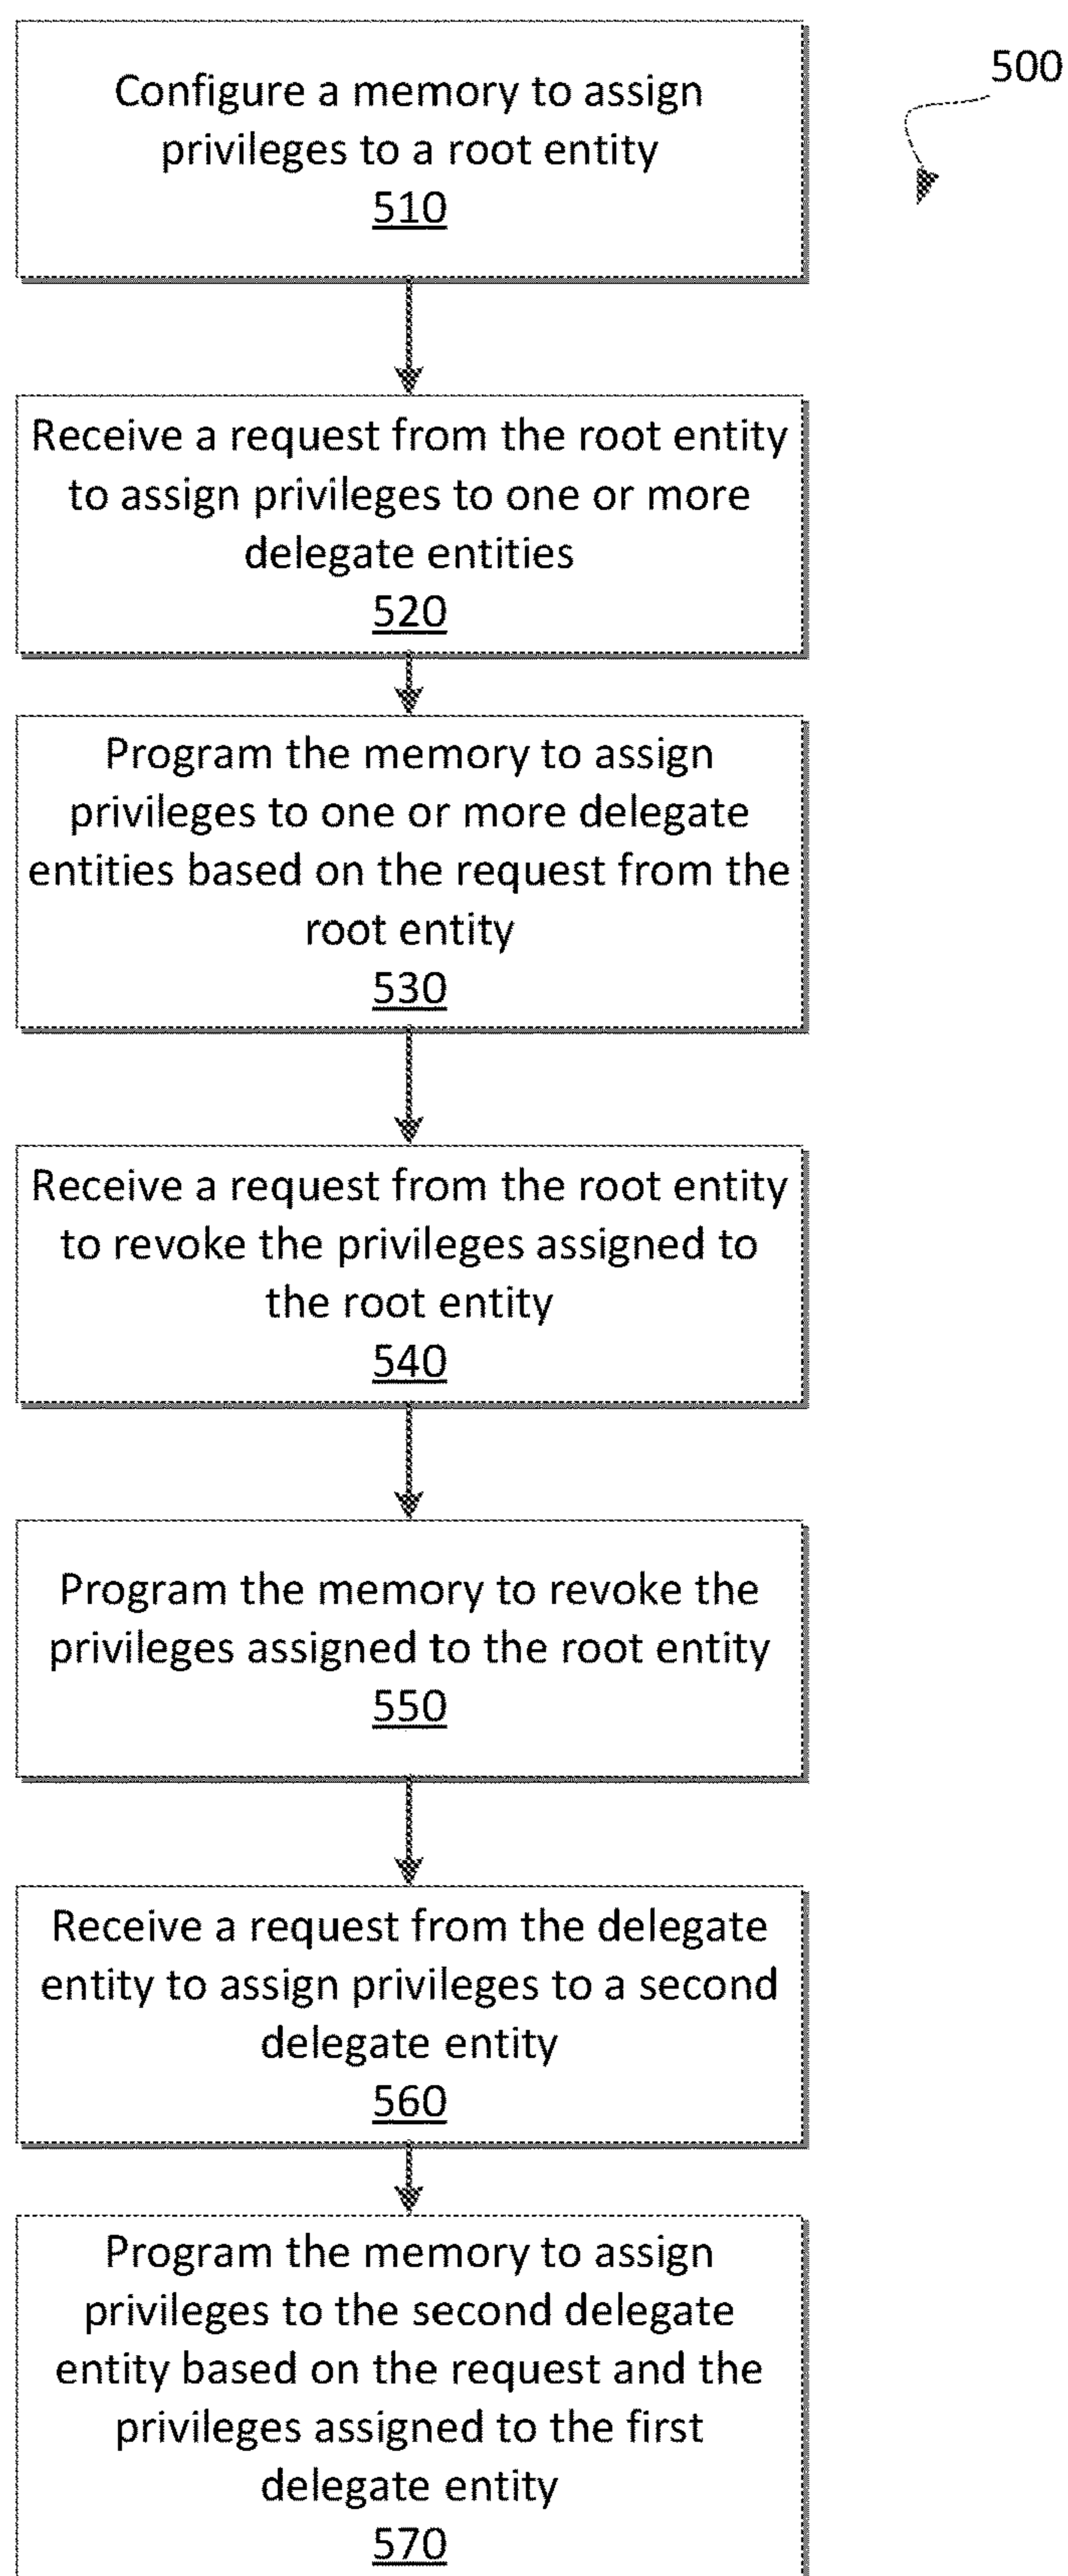 500
Configure a memory to assign
privileges to a root entity
510
Receive a request from the root entity
to assign privileges to one or more
delegate entities
520
Program the memory to assign
privileges to one or more delegate
entities based on the request from the
root entity
530
Receive a request from the root entity
to revoke the privileges assigned to
the root entity
540
Program the memory to revoke the
privileges assigned to the root entity
550
Receive a request from the delegate
entity to assign privileges to a second
delegate entity
560
Program the memory to assign
privileges to the second delegate
entity based on the request and the
privileges assigned to the first
delegate entity
570